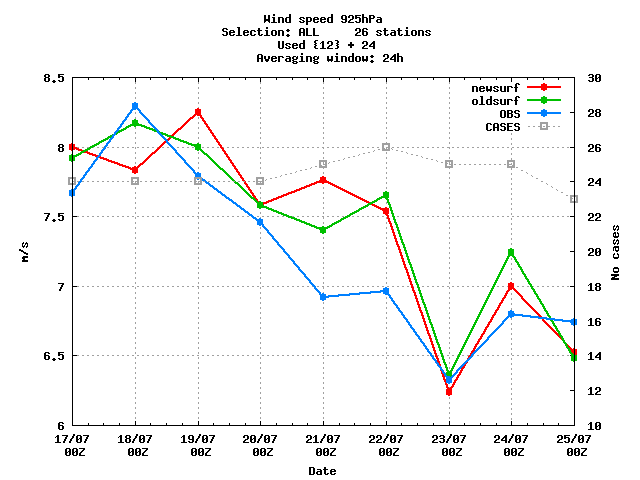 Wind speed 925hPa
Selection: ALL     26 stations
Used {12} + 24
Averaging window: 24h
8.5
8
7.5
7
6.5
6
m/s
30
28
26
24
22
20
18
16
14
12
10
No cases
newsurf
oldsurf
OBS
CASES
17/07 18/07 19/07 20/07 21/07 22/07 23/07 24/07 25/07
00Z 00Z 00Z 00Z 00Z 00Z 00Z 00Z 00Z
Date